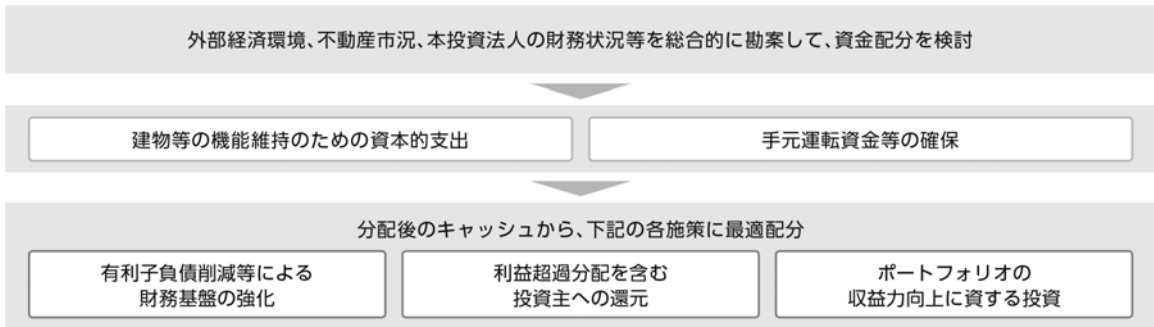 外部経済環境、不動産市況、本投資法人の財務状況等を総合的に勘案して、資金配分を検討
建物等の機能維持のための資本的支出
手元運転資金等の確保
分配後のキャッシュから、下記の各施策に最適配分
有利子負債削減等による
財務基盤の強化
利益超過分配を含む
投資主への還元
ポートフォリオの
収益力向上に資する投資